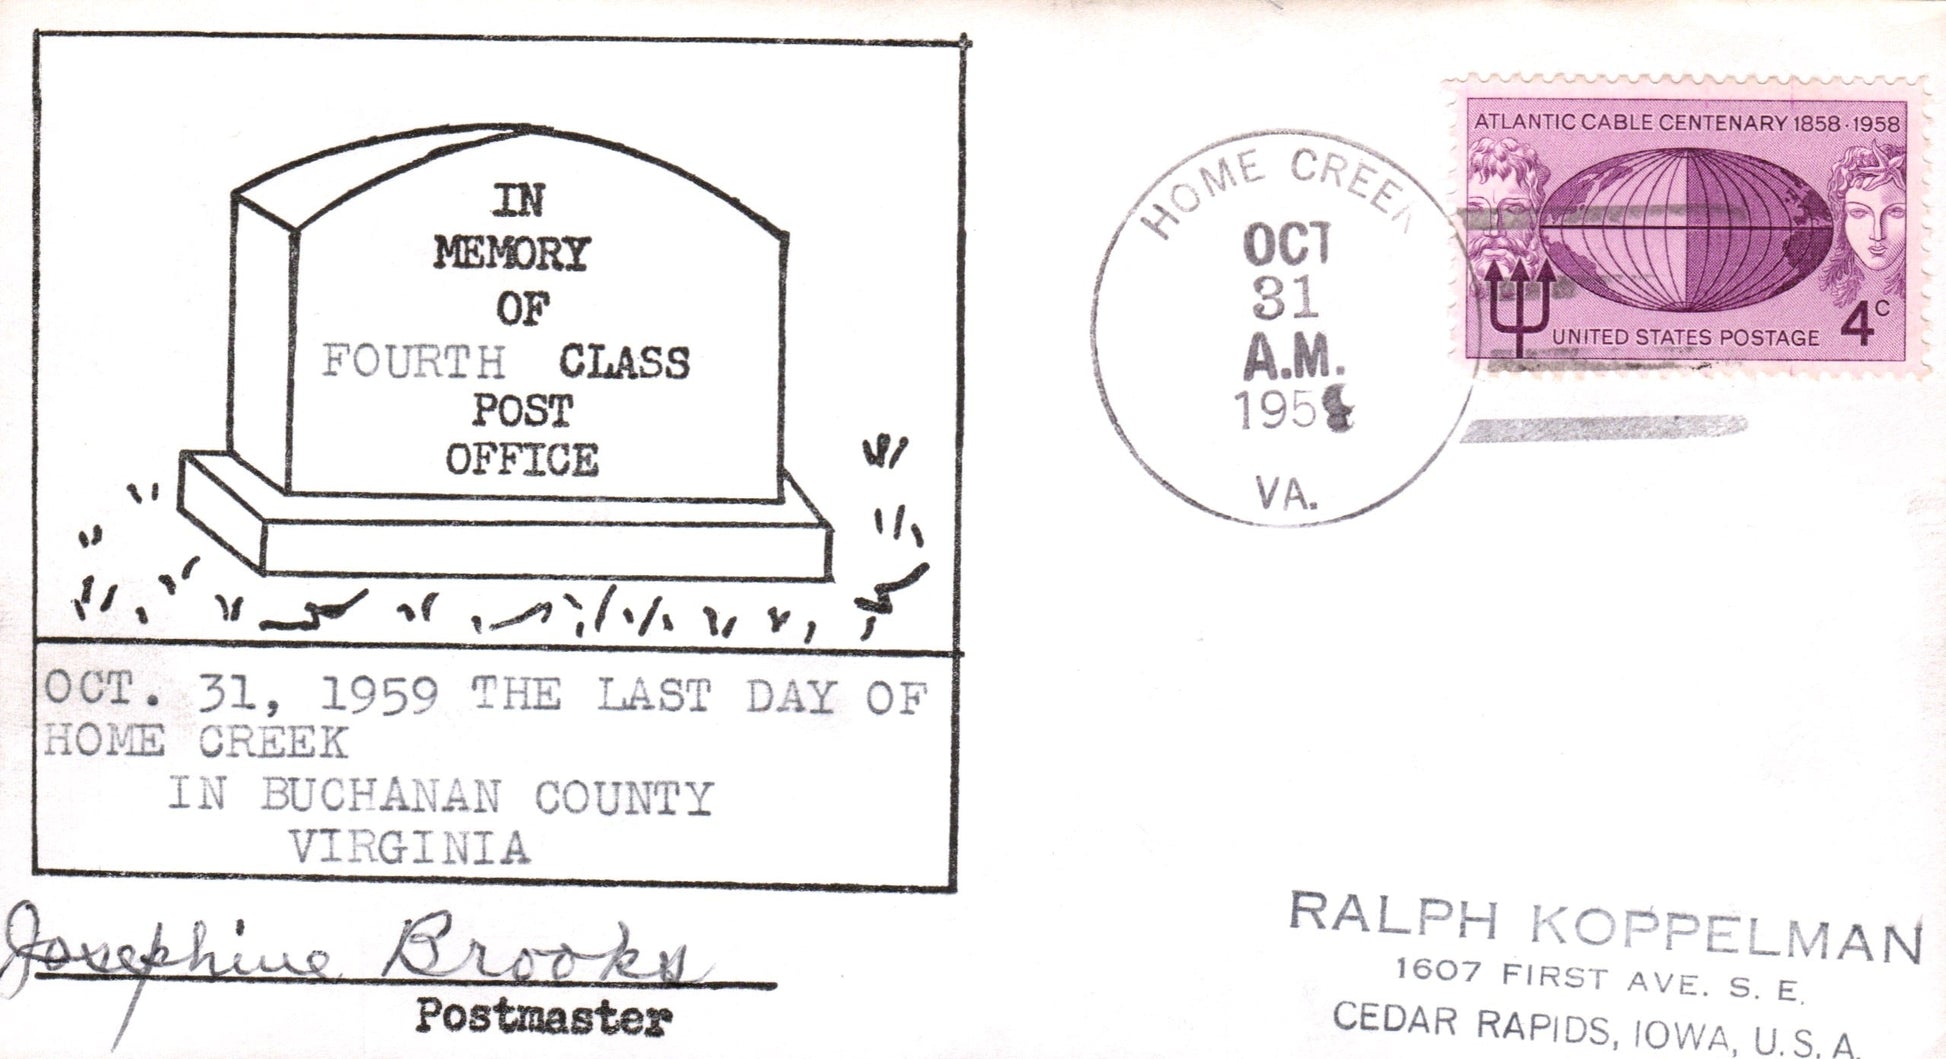 IN
MEMORY
OF
FOURTH CLASS
POST
OFFICE
OCT. 31, 1959 THE LAST DAY OF
HOME CREEK
IN BUCHANAN COUNTY
VIRGINIA
Josephine Brooks
Postmaster
HOME CREEK
OCT
31
A.M.
195
VA.
ATLANTIC CABLE CENTENARY 1858·1958
UNITED STATES POSTAGE 4c
RALPH KOPPELMAN
1607 FIRST AVE. S. E.
CEDAR RAPIDS, IOWA, U.S.A.